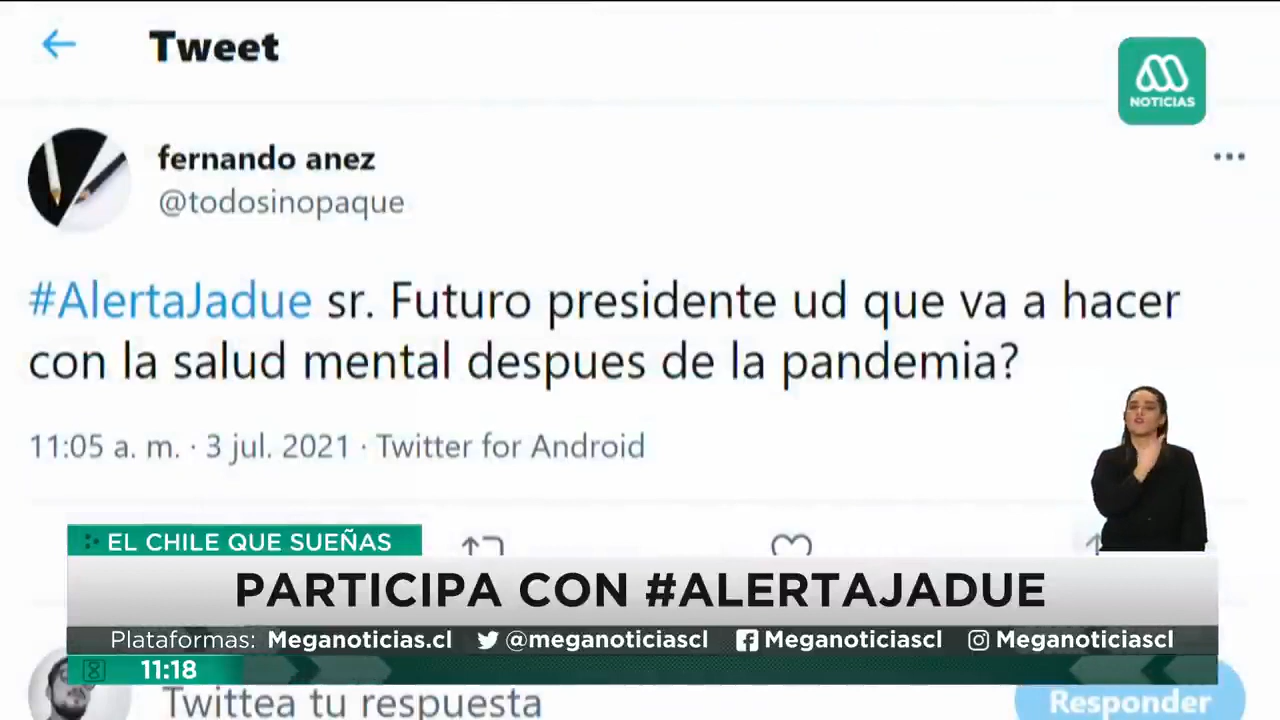 Tweet
NOTICIAS
fernando anez
@todosinopaque
#AlertaJadue sr. Futuro presidente ud que va a hacer
con la salud mental despues de la pandemia?
11:05 a. m. · 3 jul. 2021 · Twitter for Android
EL CHILE QUE SUEÑAS
PARTICIPA CON #ALERTAJADUE
Plataformas: Meganoticias.cl @meganoticiascl Meganoticiascl Meganoticiascl
11:18
Twittea tu respuesta
Responder